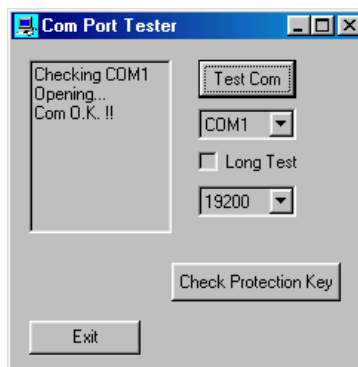 Com Port Tester
Checking COM1
Opening...
Com O.K. !!
Test Com
COM1
Long Test
19200
Check Protection Key
Exit